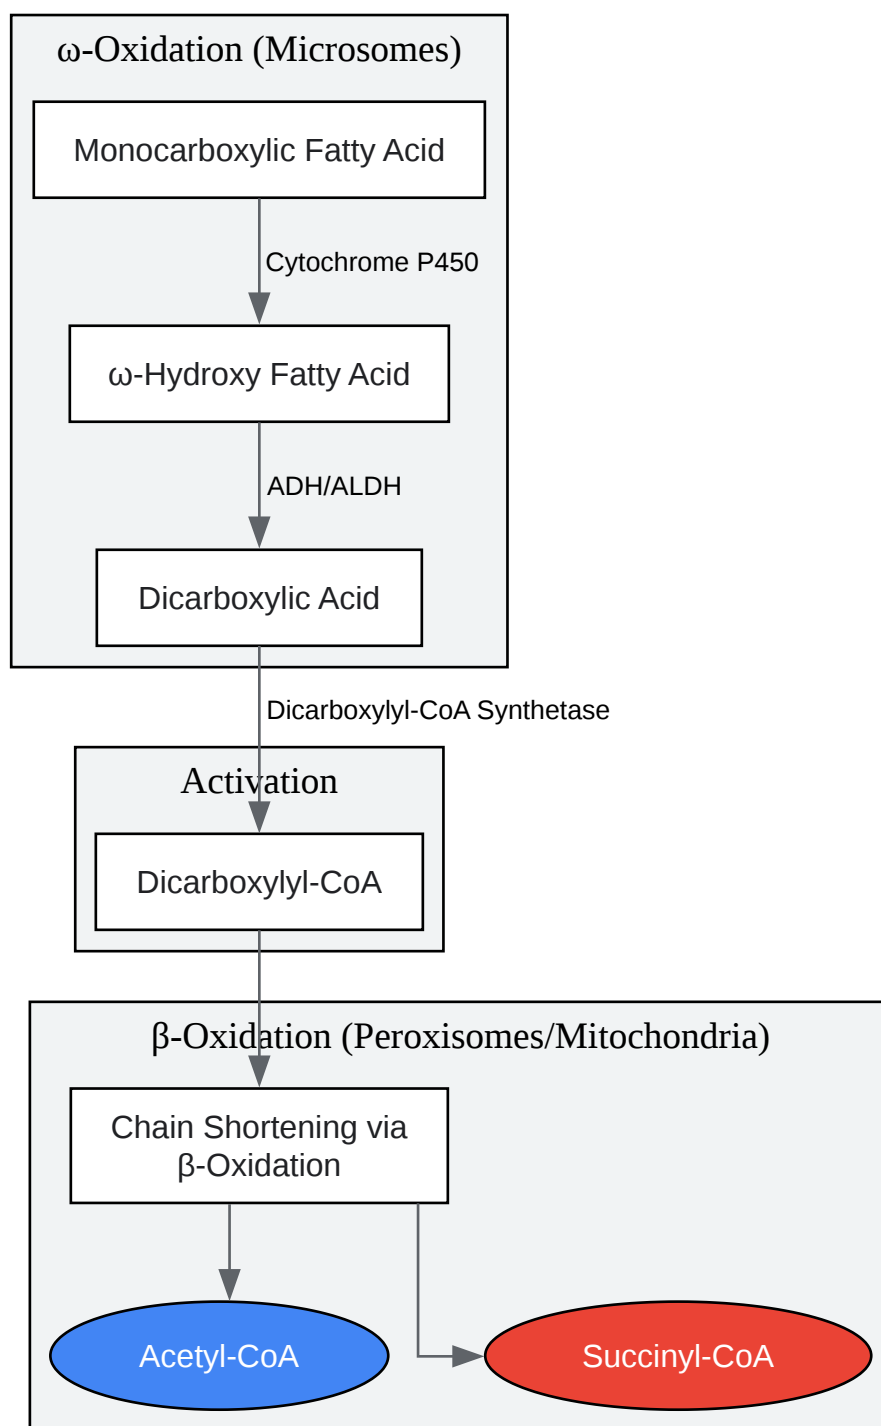 ω-Oxidation (Microsomes)
Monocarboxylic Fatty Acid
Cytochrome P450
ω-Hydroxy Fatty Acid
ADH/ALDH
Dicarboxylic Acid
Dicarboxylyl-CoA Synthetase
Activation
Dicarboxylyl-CoA
β-Oxidation (Peroxisomes/Mitochondria)
Chain Shortening via
β-Oxidation
Acetyl-CoA
Succinyl-CoA